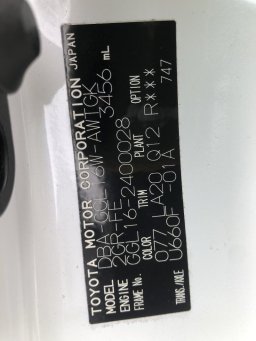 TOYOTA MOTOR CORPORATION JAPAN
MODEL DBA-GGL16W-AWTGK
ENGINE 2GR-FE 3456 mL
FRAME No. GGL16-2400028
COLOR TRIM PLANT OPTION
077 LA20 Q12 R***
TRANS./AXLE U660F -01A 747